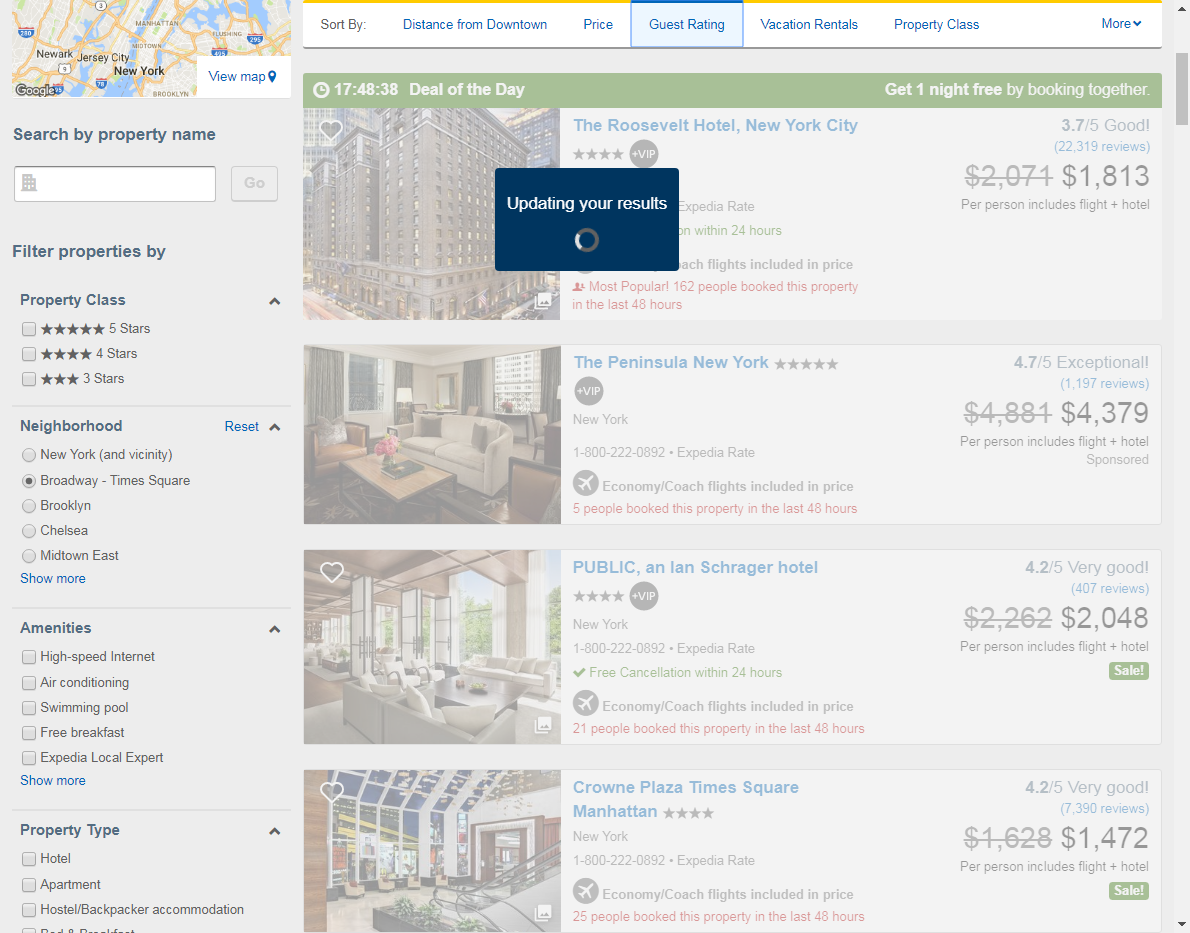 MANHATTAN
FLUSHING
MIDTOWN
Newark
Jersey City
New York
BROOKLYN
View map
Google
Search by property name
Go
Filter properties by
Property Class
5 Stars
4 Stars
3 Stars
Neighborhood Reset
New York (and vicinity)
Broadway - Times Square
Brooklyn
Chelsea
Midtown East
Show more
Amenities
High-speed Internet
Air conditioning
Swimming pool
Free breakfast
Expedia Local Expert
Show more
Property Type
Hotel
Apartment
Hostel/Backpacker accommodation
Bed & Breakfast
Sort By: Distance from Downtown Price Guest Rating Vacation Rentals Property Class More
17:48:38 Deal of the Day Get 1 night free by booking together.
The Roosevelt Hotel, New York City 3.7/5 Good!
+VIP (22,319 reviews)
$2,071 $1,813
Updating your results
Expedia Rate Per person includes flight + hotel
on within 24 hours
Coach flights included in price
Most Popular! 162 people booked this property
in the last 48 hours
The Peninsula New York 4.7/5 Exceptional!
+VIP (1,197 reviews)
New York $4,881 $4,379
Per person includes flight + hotel
1-800-222-0892 • Expedia Rate Sponsored
Economy/Coach flights included in price
5 people booked this property in the last 48 hours
PUBLIC, an Ian Schrager hotel 4.2/5 Very good!
+VIP (407 reviews)
New York $2,262 $2,048
1-800-222-0892 • Expedia Rate Per person includes flight + hotel
Free Cancellation within 24 hours Sale!
Economy/Coach flights included in price
21 people booked this property in the last 48 hours
Crowne Plaza Times Square 4.2/5 Very good!
Manhattan (7,390 reviews)
New York $1,628 $1,472
1-800-222-0892 • Expedia Rate Per person includes flight + hotel
Economy/Coach flights included in price Sale!
25 people booked this property in the last 48 hours